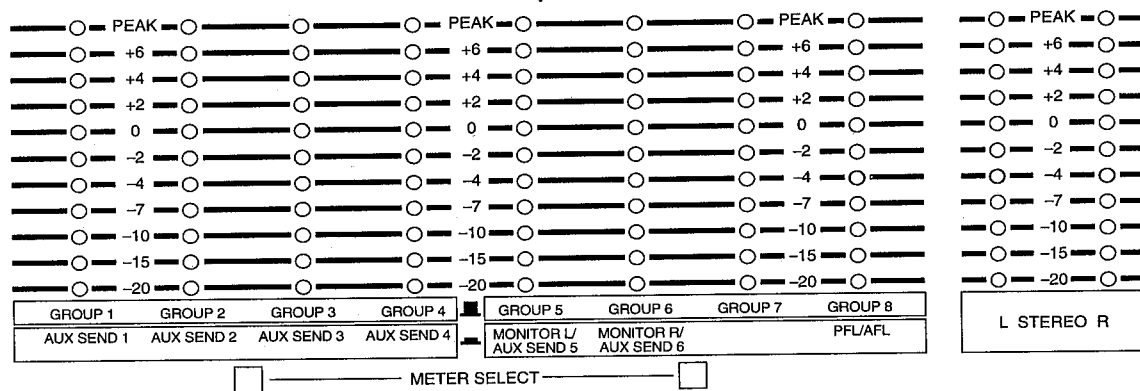 PEAK PEAK PEAK PEAK
+6 +6 +6 +6
+4 +4 +4 +4
+2 +2 +2 +2
0 0 0 0
−2 −2 −2 −2
−4 −4 −4 −4
−7 −7 −7 −7
−10 −10 −10 −10
−15 −15 −15 −15
−20 −20 −20 −20
GROUP 1 GROUP 2 GROUP 3 GROUP 4 GROUP 5 GROUP 6 GROUP 7 GROUP 8
AUX SEND 1 AUX SEND 2 AUX SEND 3 AUX SEND 4 MONITOR L/ MONITOR R/ PFL/AFL
AUX SEND 5 AUX SEND 6
L STEREO R
METER SELECT